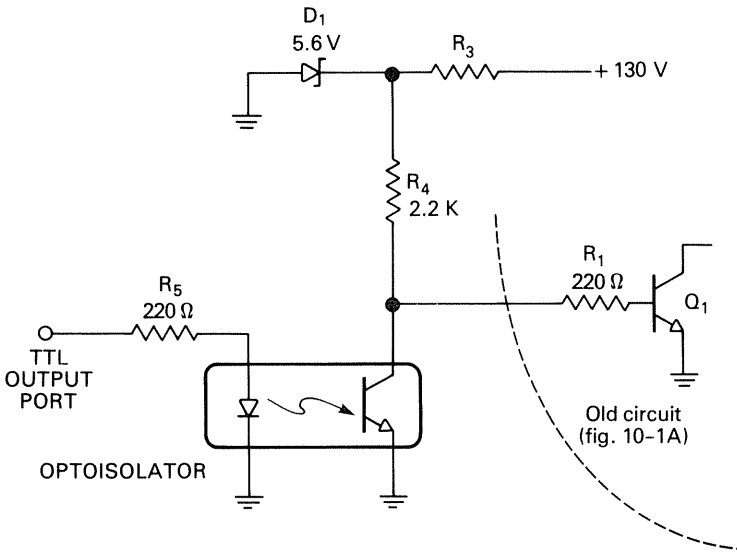 D1
5.6 V
R3
+ 130 V
R4
2.2 K
R1
220 Ω
Q1
R5
220 Ω
TTL
OUTPUT
PORT
Old circuit
(fig. 10-1A)
OPTOISOLATOR